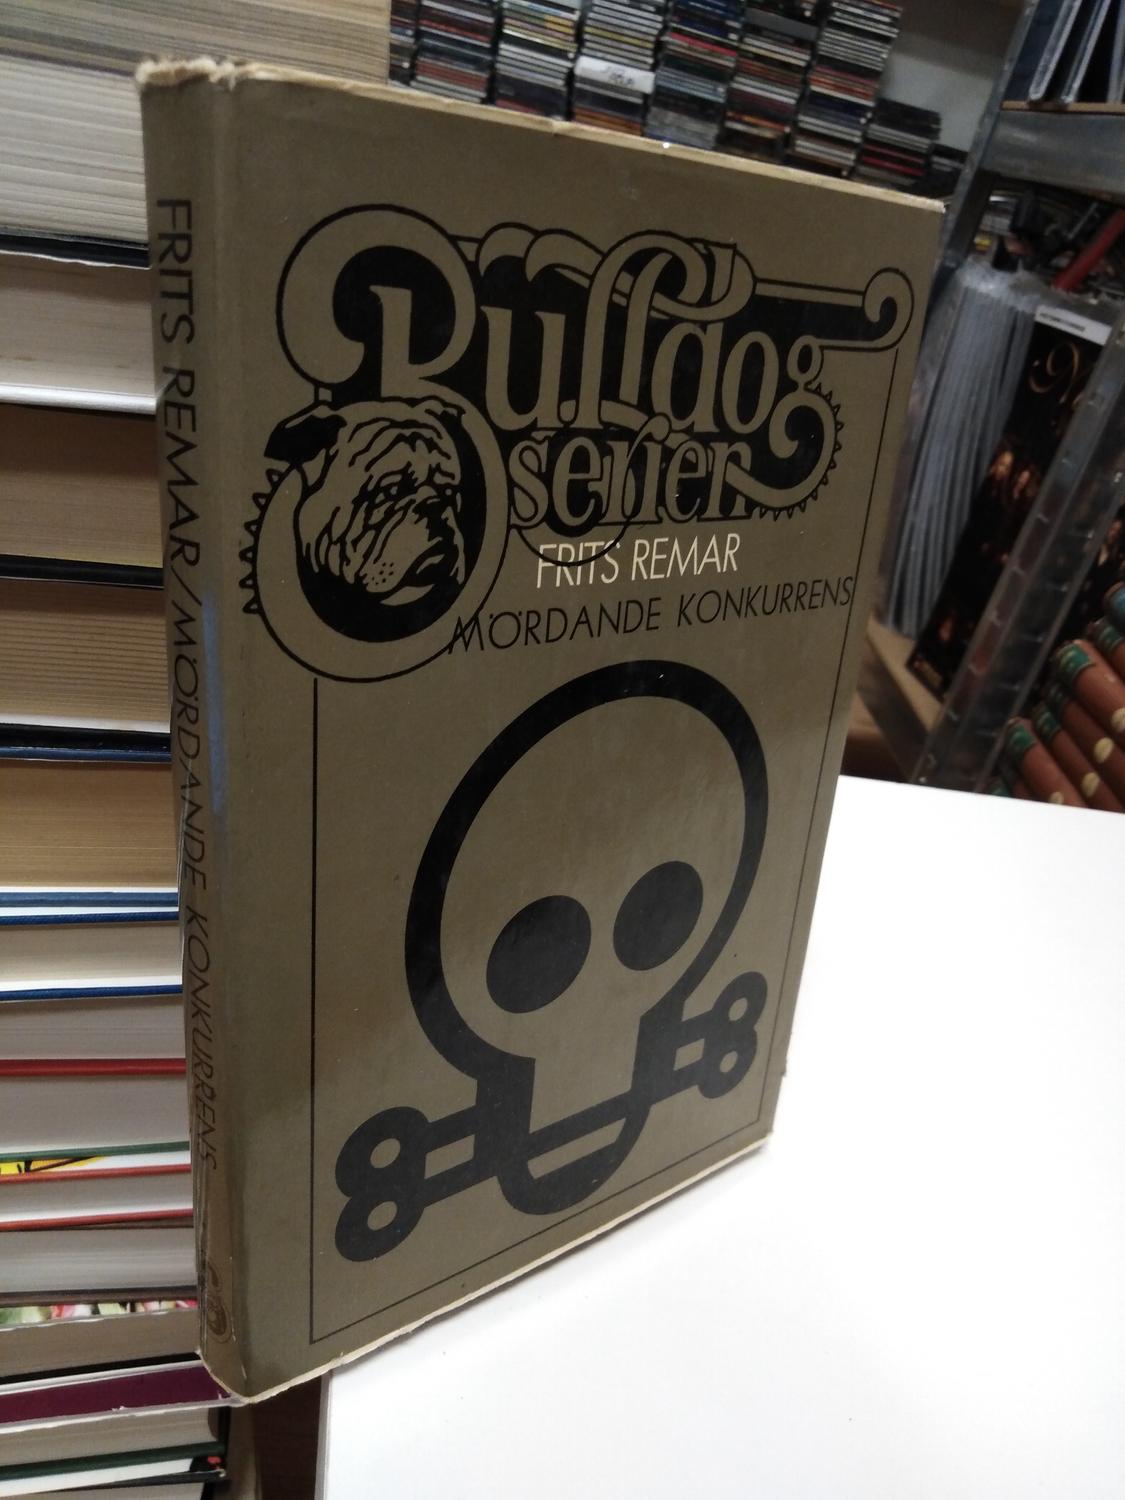 FRITS REMAR/MÖRDANDE KONKURRENS
Bulldog
serien
FRITS REMAR
MÖRDANDE KONKURRENS